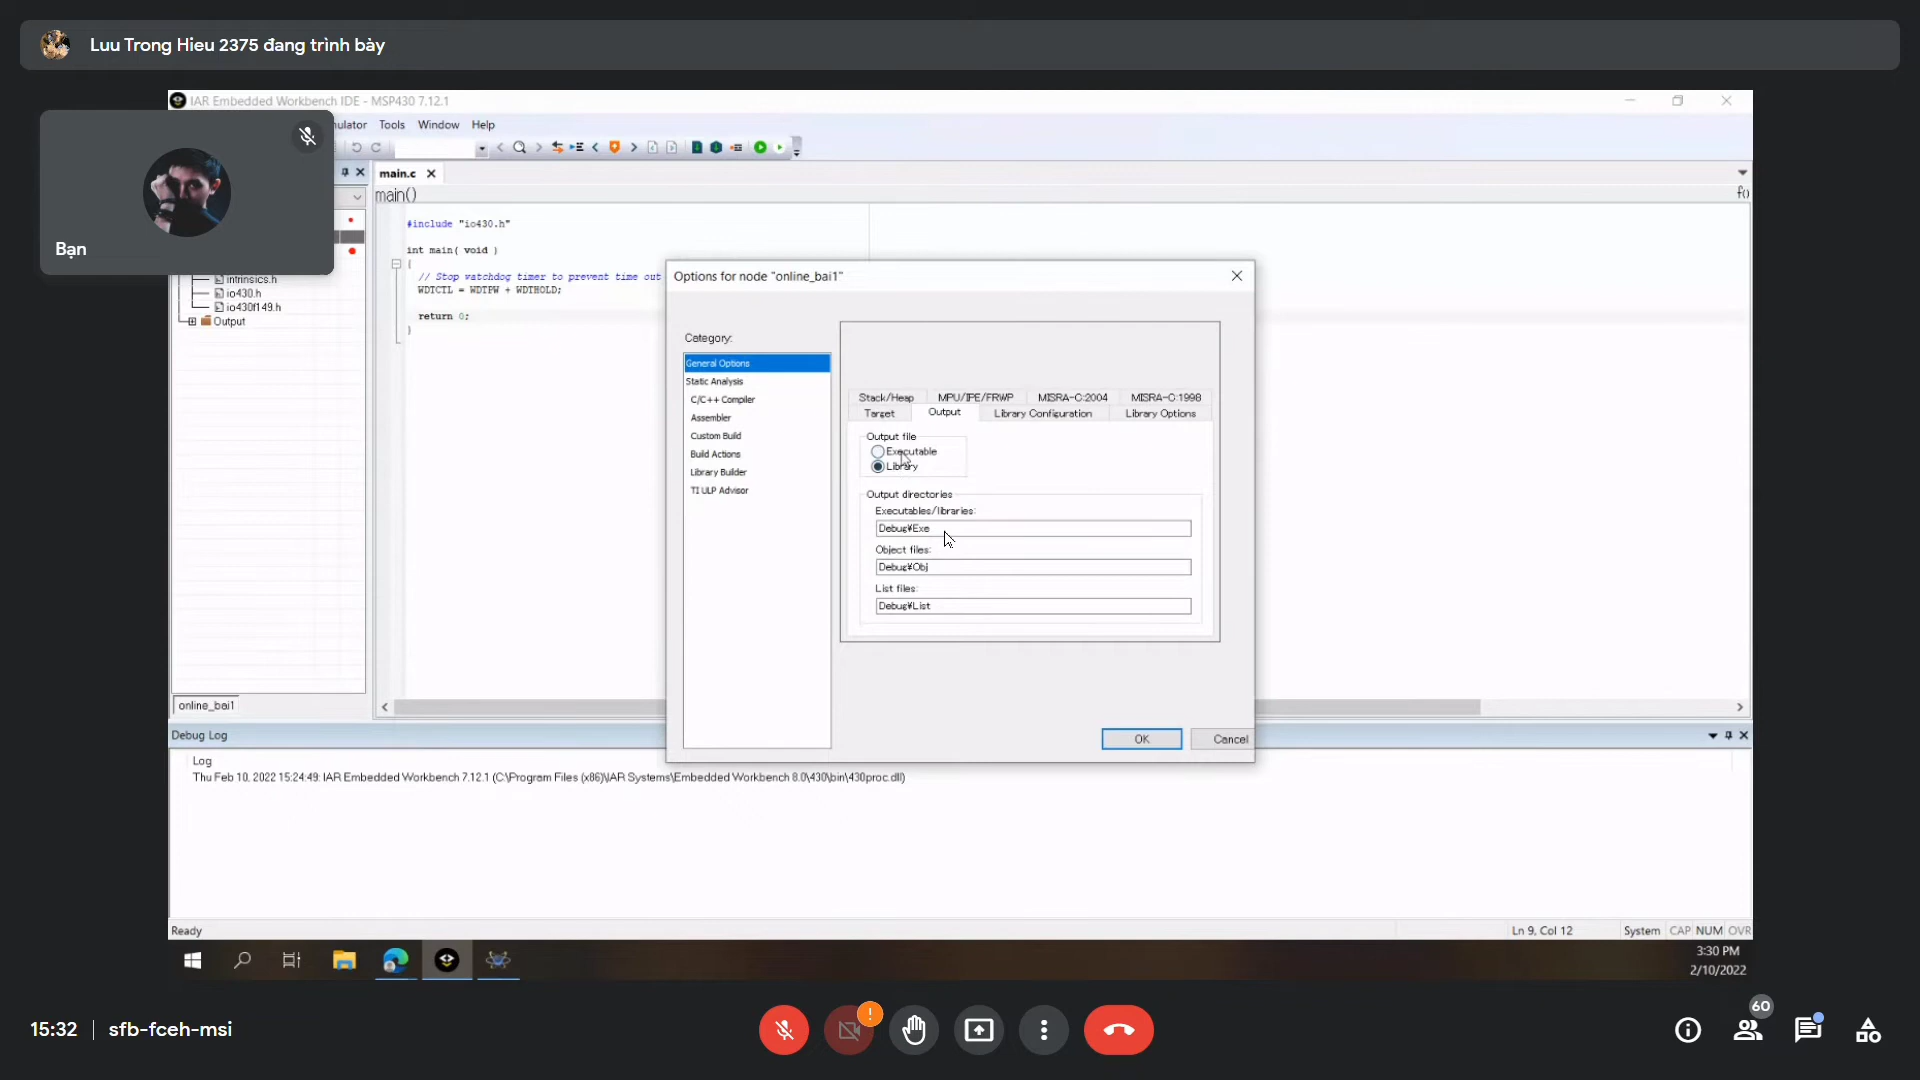 Luu Trong Hieu 2375 đang trình bày
IAR Embedded Workbench IDE - MSP430 7.12.1
Tools Window Help
Bạn
main.c
main()
f()
#include "io430.h"
int main( void )
{
// Stop watchdog timer to prevent time out
WDTCTL = WDTPW + WDTHOLD;
return 0;
}
intrinsics.h
io430.h
io430f149.h
Output
online_bai1
Options for node "online_bai1"
Category:
General Options
Static Analysis
C/C++ Compiler
Assembler
Custom Build
Build Actions
Library Builder
TI ULP Advisor
Stack/Heap MPU/IPE/FRWP MISRA-C:2004 MISRA-C:1998
Target Output Library Configuration Library Options
Output file
Executable
Library
Output directories
Executables/libraries:
Debug¥Exe
Object files:
Debug¥Obj
List files:
Debug¥List
OK Cancel
Debug Log
Log
Thu Feb 10, 2022 15:24:49: IAR Embedded Workbench 7.12.1 (C:\Program Files (x86)\IAR Systems\Embedded Workbench 8.0\430\bin\430proc.dll)
Ready
Ln 9, Col 12 System CAP NUM OVR
3:30 PM
2/10/2022
15:32 | sfb-fceh-msi
60